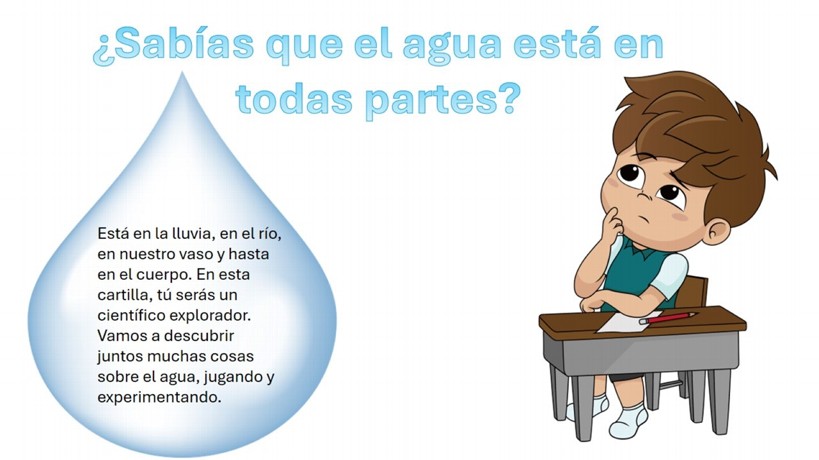 ¿Sabías que el agua está en
todas partes?
Está en la lluvia, en el río,
en nuestro vaso y hasta
en el cuerpo. En esta
cartilla, tú serás un
científico explorador.
Vamos a descubrir
juntos muchas cosas
sobre el agua, jugando y
experimentando.